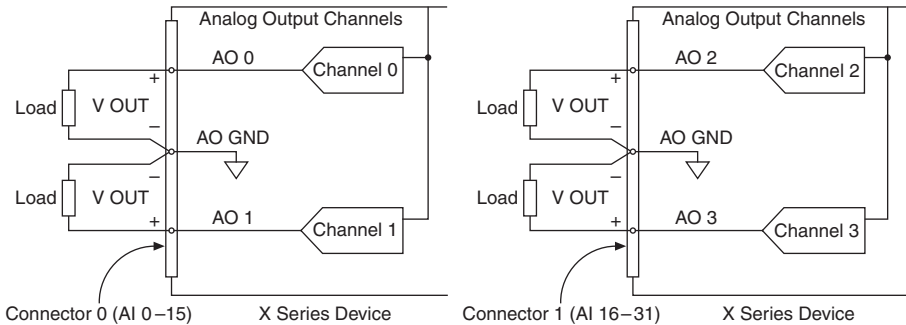 Analog Output Channels
AO 0
Channel 0
+
Load
V OUT
–
AO GND
–
Load
V OUT
+
AO 1
Channel 1
Connector 0 (AI 0–15)
X Series Device
Analog Output Channels
AO 2
Channel 2
+
Load
V OUT
–
AO GND
–
Load
V OUT
+
AO 3
Channel 3
Connector 1 (AI 16–31)
X Series Device